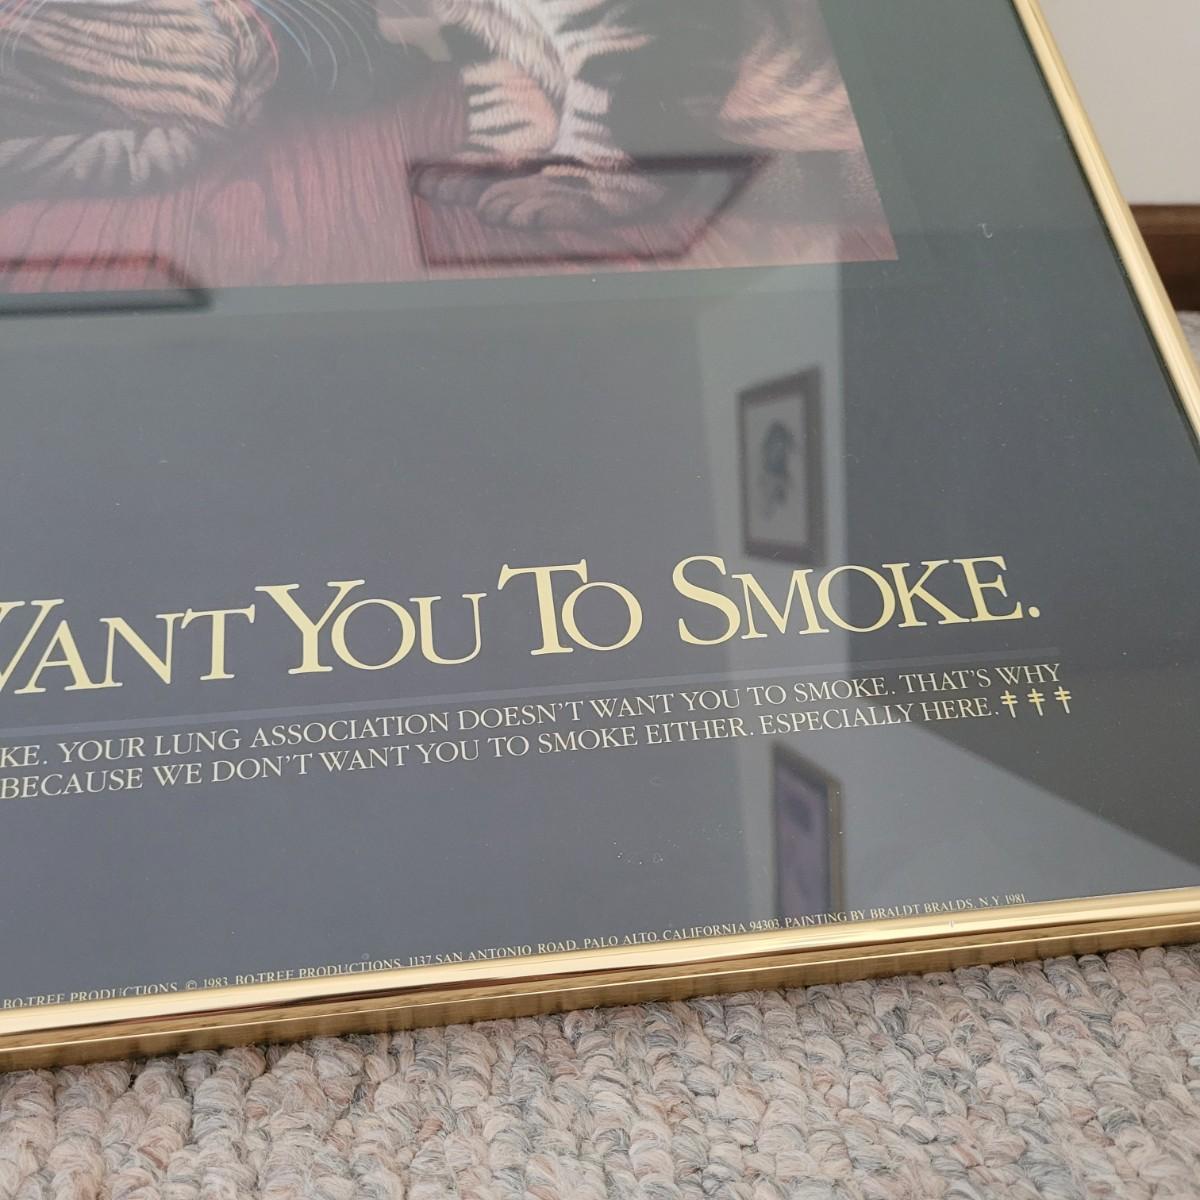 WANT YOU TO SMOKE.
KE. YOUR LUNG ASSOCIATION DOESN'T WANT YOU TO SMOKE. THAT'S WHY
BECAUSE WE DON'T WANT YOU TO SMOKE EITHER. ESPECIALLY HERE.
BO-TREE PRODUCTIONS. © 1983. BO-TREE PRODUCTIONS, 1137 SAN ANTONIO ROAD, PALO ALTO, CALIFORNIA 94303. PAINTING BY BRALDT BRALDS, N.Y. 1981.